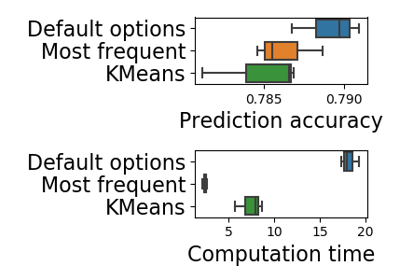 Default options
Most frequent
KMeans
0.785 0.790
Prediction accuracy
Default options
Most frequent
KMeans
5 10 15 20
Computation time